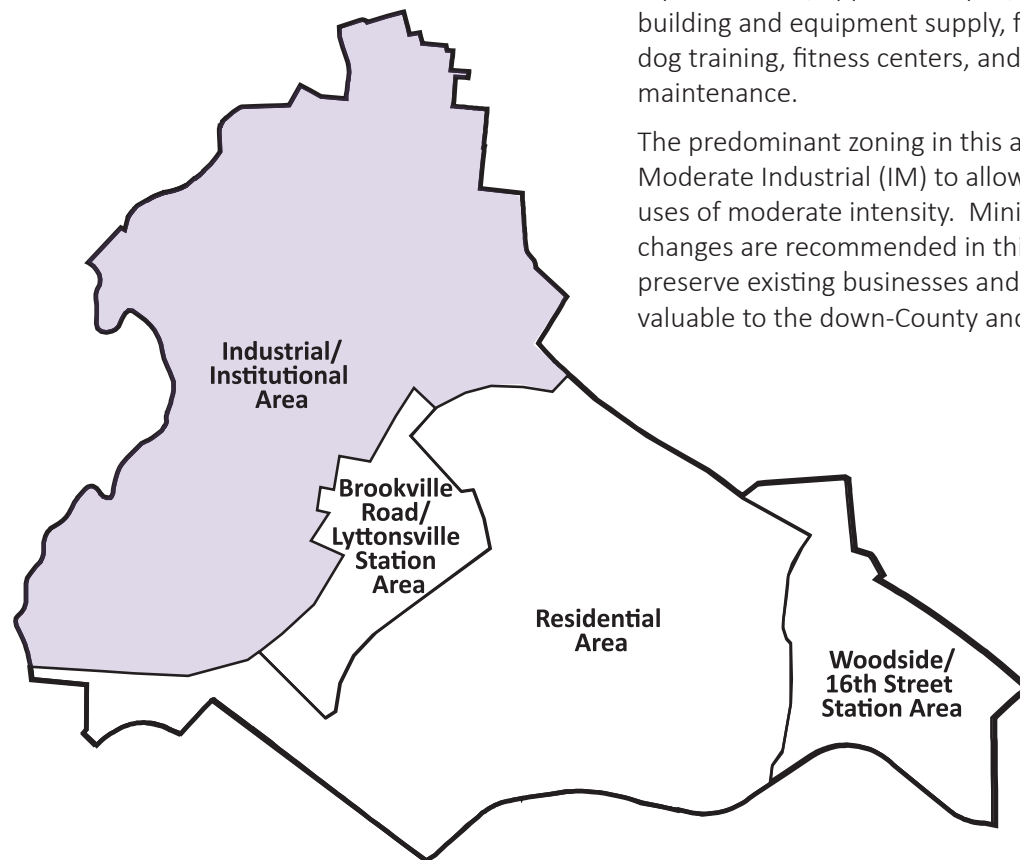 building and equipment supply, f
dog training, fitness centers, and
maintenance.
The predominant zoning in this a
Moderate Industrial (IM) to allow
uses of moderate intensity.  Mini
changes are recommended in thi
preserve existing businesses and
valuable to the down-County and
Industrial/
Institutional
Area
Brookville
Road/
Lyttonsville
Station
Area
Residential
Area
Woodside/
16th Street
Station Area